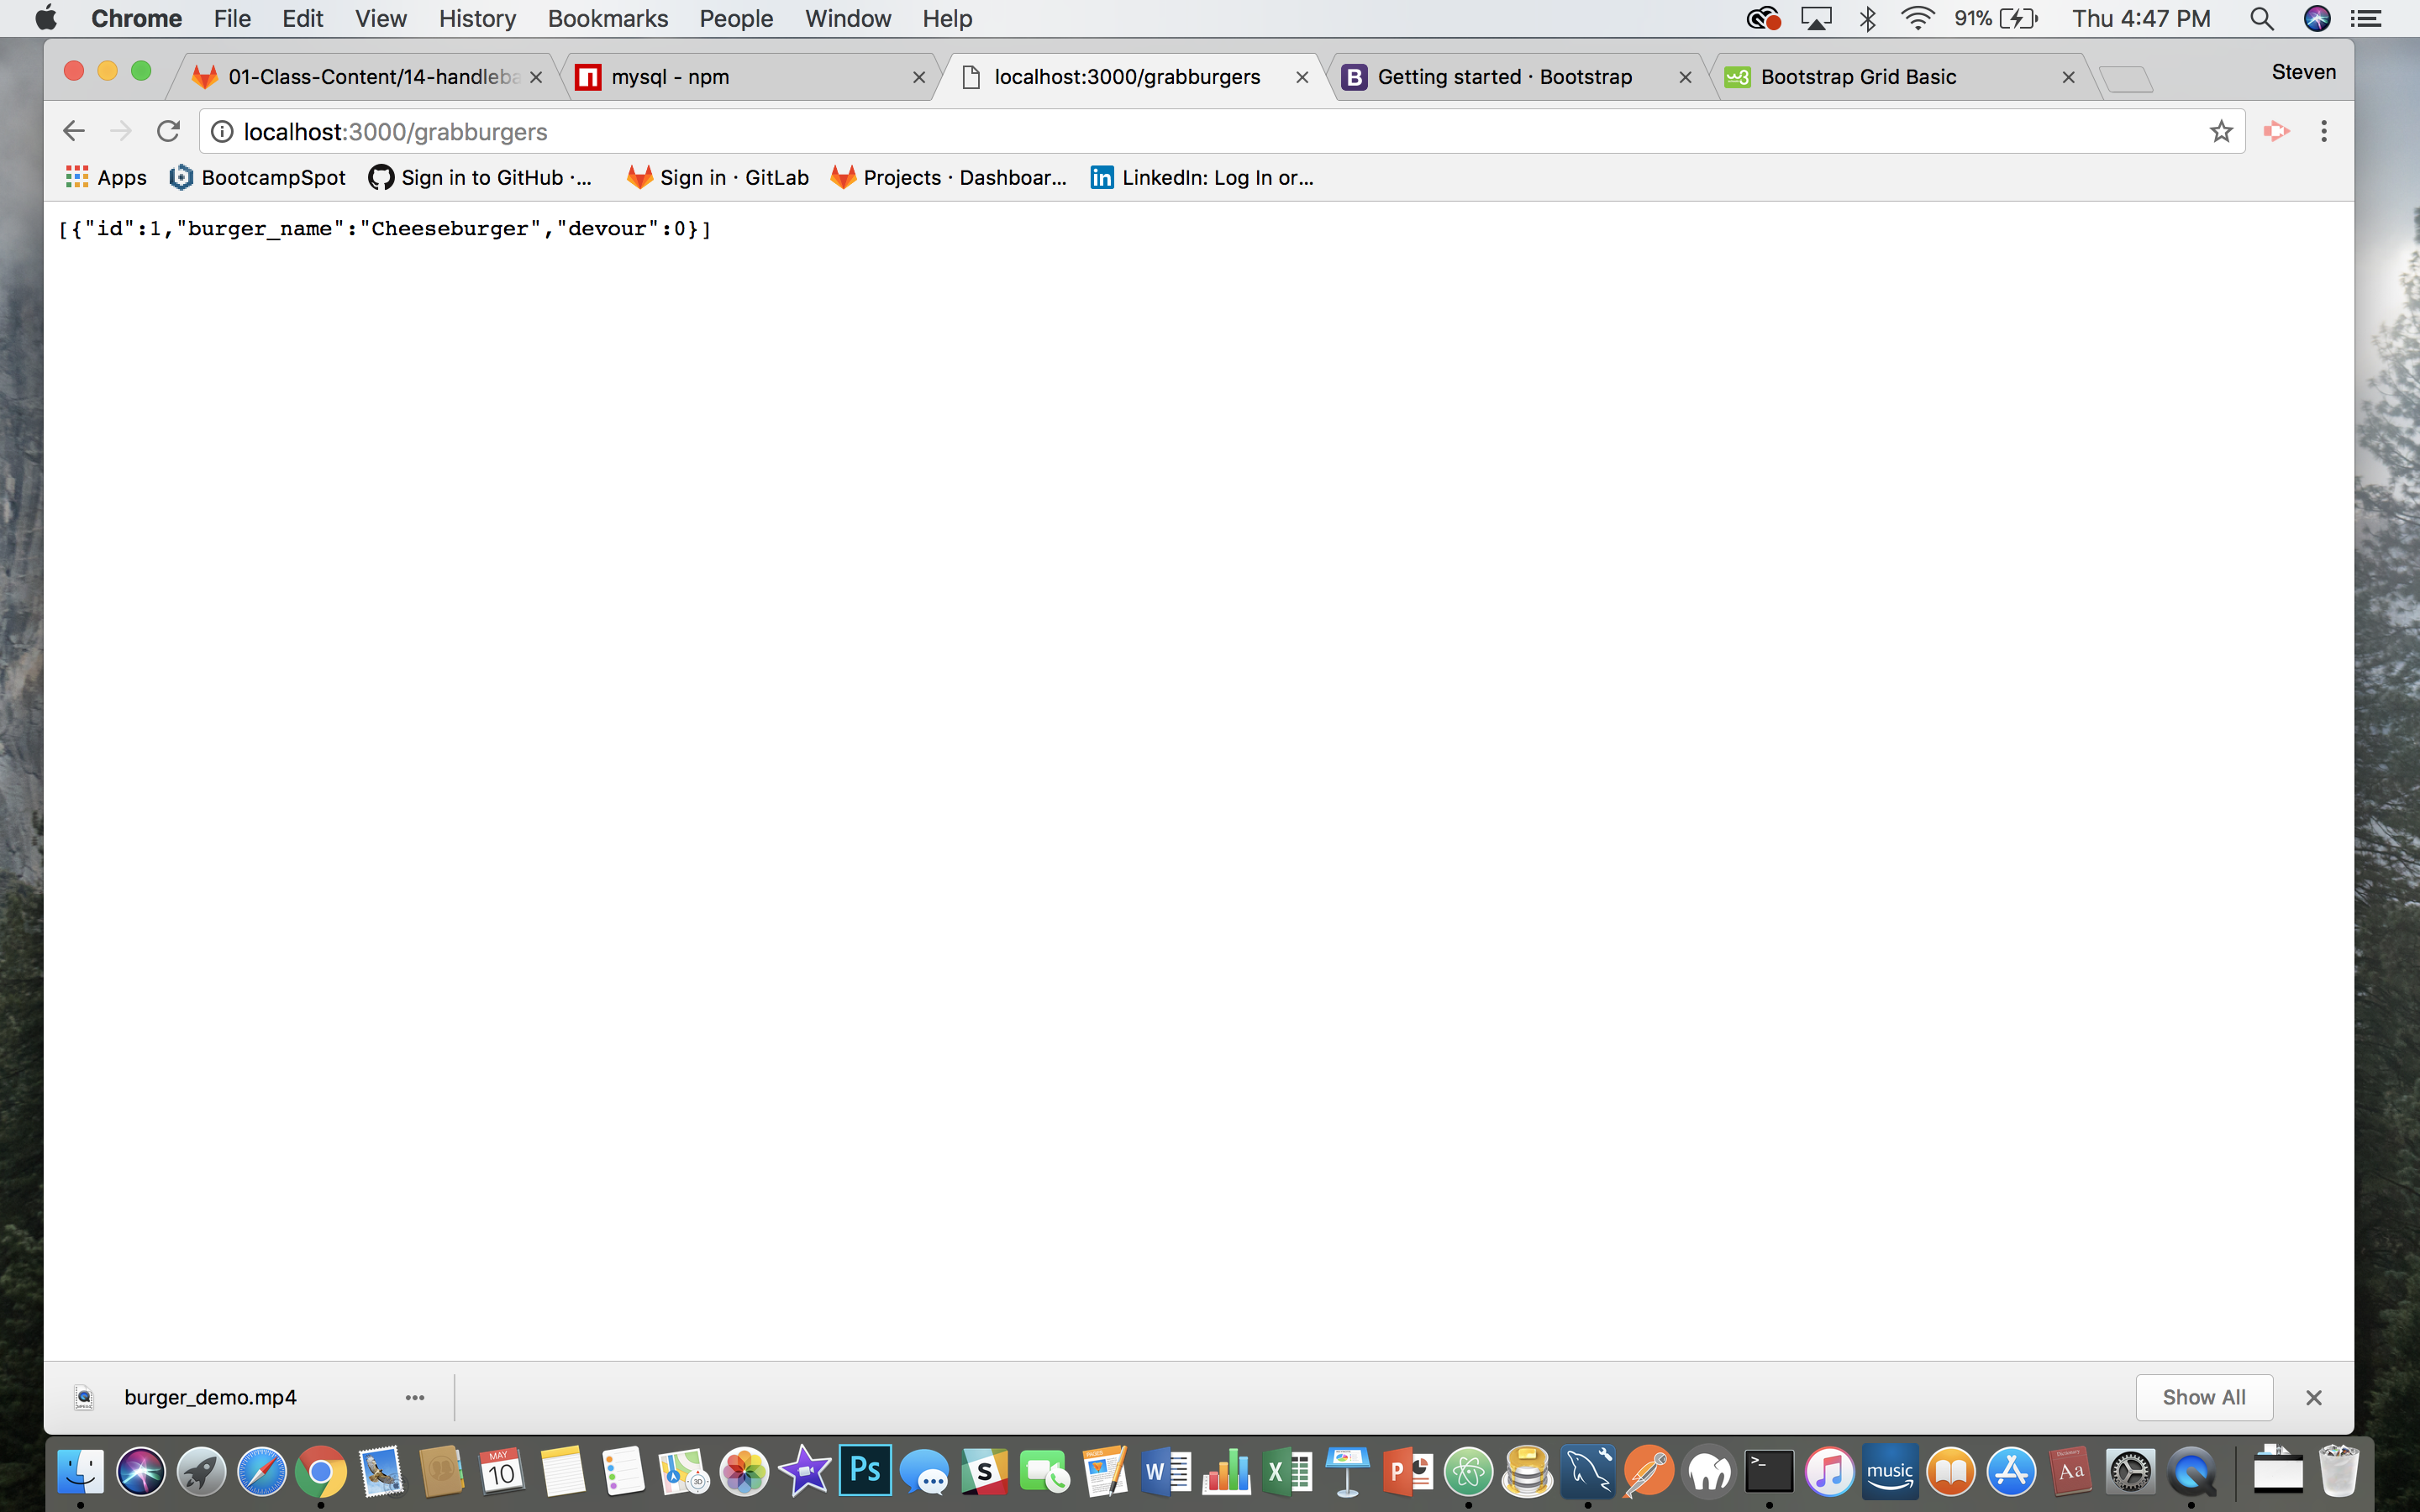 Chrome File Edit View History Bookmarks People Window Help 91% Thu 4:47 PM
01-Class-Content/14-handleba mysql - npm localhost:3000/grabburgers Getting started · Bootstrap Bootstrap Grid Basic Steven
localhost:3000/grabburgers
Apps BootcampSpot Sign in to GitHub ·... Sign in · GitLab Projects · Dashboar... LinkedIn: Log In or...
[{"id":1,"burger_name":"Cheeseburger","devour":0}]
burger_demo.mp4 Show All
MAY
10
3D
Ps
S
PAGES
W
X
P
>_
music
Aa